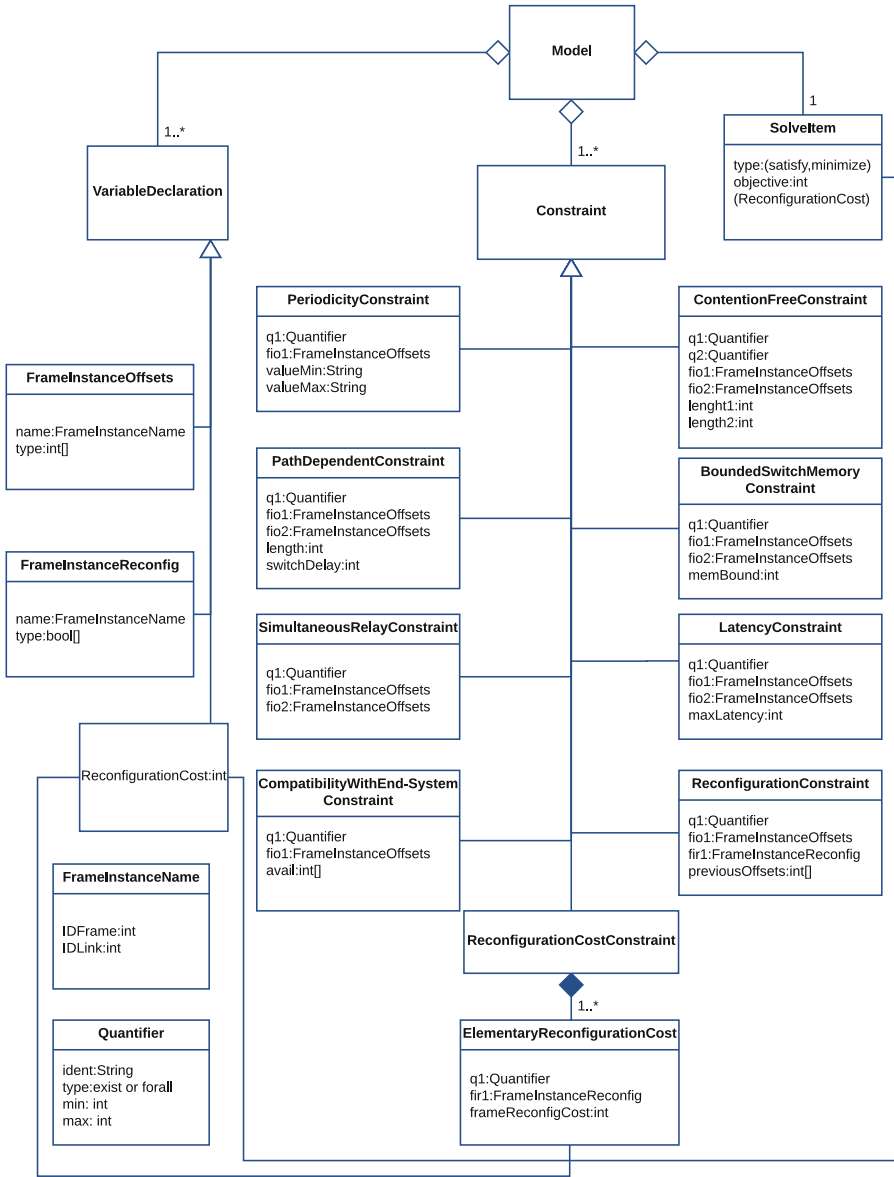 Model
1..*
1..*
1
VariableDeclaration
Constraint
SolveItem
type:(satisfy,minimize)
objective:int
(ReconfigurationCost)
FrameInstanceOffsets
name:FrameInstanceName
type:int[]
FrameInstanceReconfig
name:FrameInstanceName
type:bool[]
ReconfigurationCost:int
FrameInstanceName
IDFrame:int
IDLink:int
Quantifier
ident:String
type:exist or forall
min: int
max: int
PeriodicityConstraint
q1:Quantifier
fio1:FrameInstanceOffsets
valueMin:String
valueMax:String
PathDependentConstraint
q1:Quantifier
fio1:FrameInstanceOffsets
fio2:FrameInstanceOffsets
length:int
switchDelay:int
SimultaneousRelayConstraint
q1:Quantifier
fio1:FrameInstanceOffsets
fio2:FrameInstanceOffsets
CompatibilityWithEnd-System
Constraint
q1:Quantifier
fio1:FrameInstanceOffsets
avail:int[]
ContentionFreeConstraint
q1:Quantifier
q2:Quantifier
fio1:FrameInstanceOffsets
fio2:FrameInstanceOffsets
lenght1:int
length2:int
BoundedSwitchMemory
Constraint
q1:Quantifier
fio1:FrameInstanceOffsets
fio2:FrameInstanceOffsets
memBound:int
LatencyConstraint
q1:Quantifier
fio1:FrameInstanceOffsets
fio2:FrameInstanceOffsets
maxLatency:int
ReconfigurationConstraint
q1:Quantifier
fio1:FrameInstanceOffsets
fir1:FrameInstanceReconfig
previousOffsets:int[]
ReconfigurationCostConstraint
1..*
ElementaryReconfigurationCost
q1:Quantifier
fir1:FrameInstanceReconfig
frameReconfigCost:int